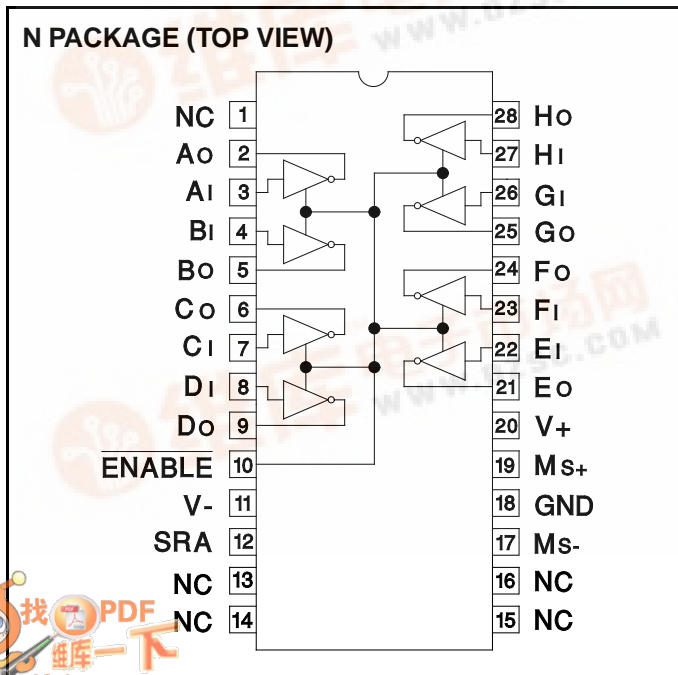 N PACKAGE (TOP VIEW)
NC 1
AO 2
AI 3
BI 4
BO 5
CO 6
CI 7
DI 8
DO 9
ENABLE 10
V- 11
SRA 12
NC 13
NC 14
28 HO
27 HI
26 GI
25 GO
24 FO
23 FI
22 EI
21 EO
20 V+
19 MS+
18 GND
17 MS-
16 NC
15 NC
找 PDF
维库一下